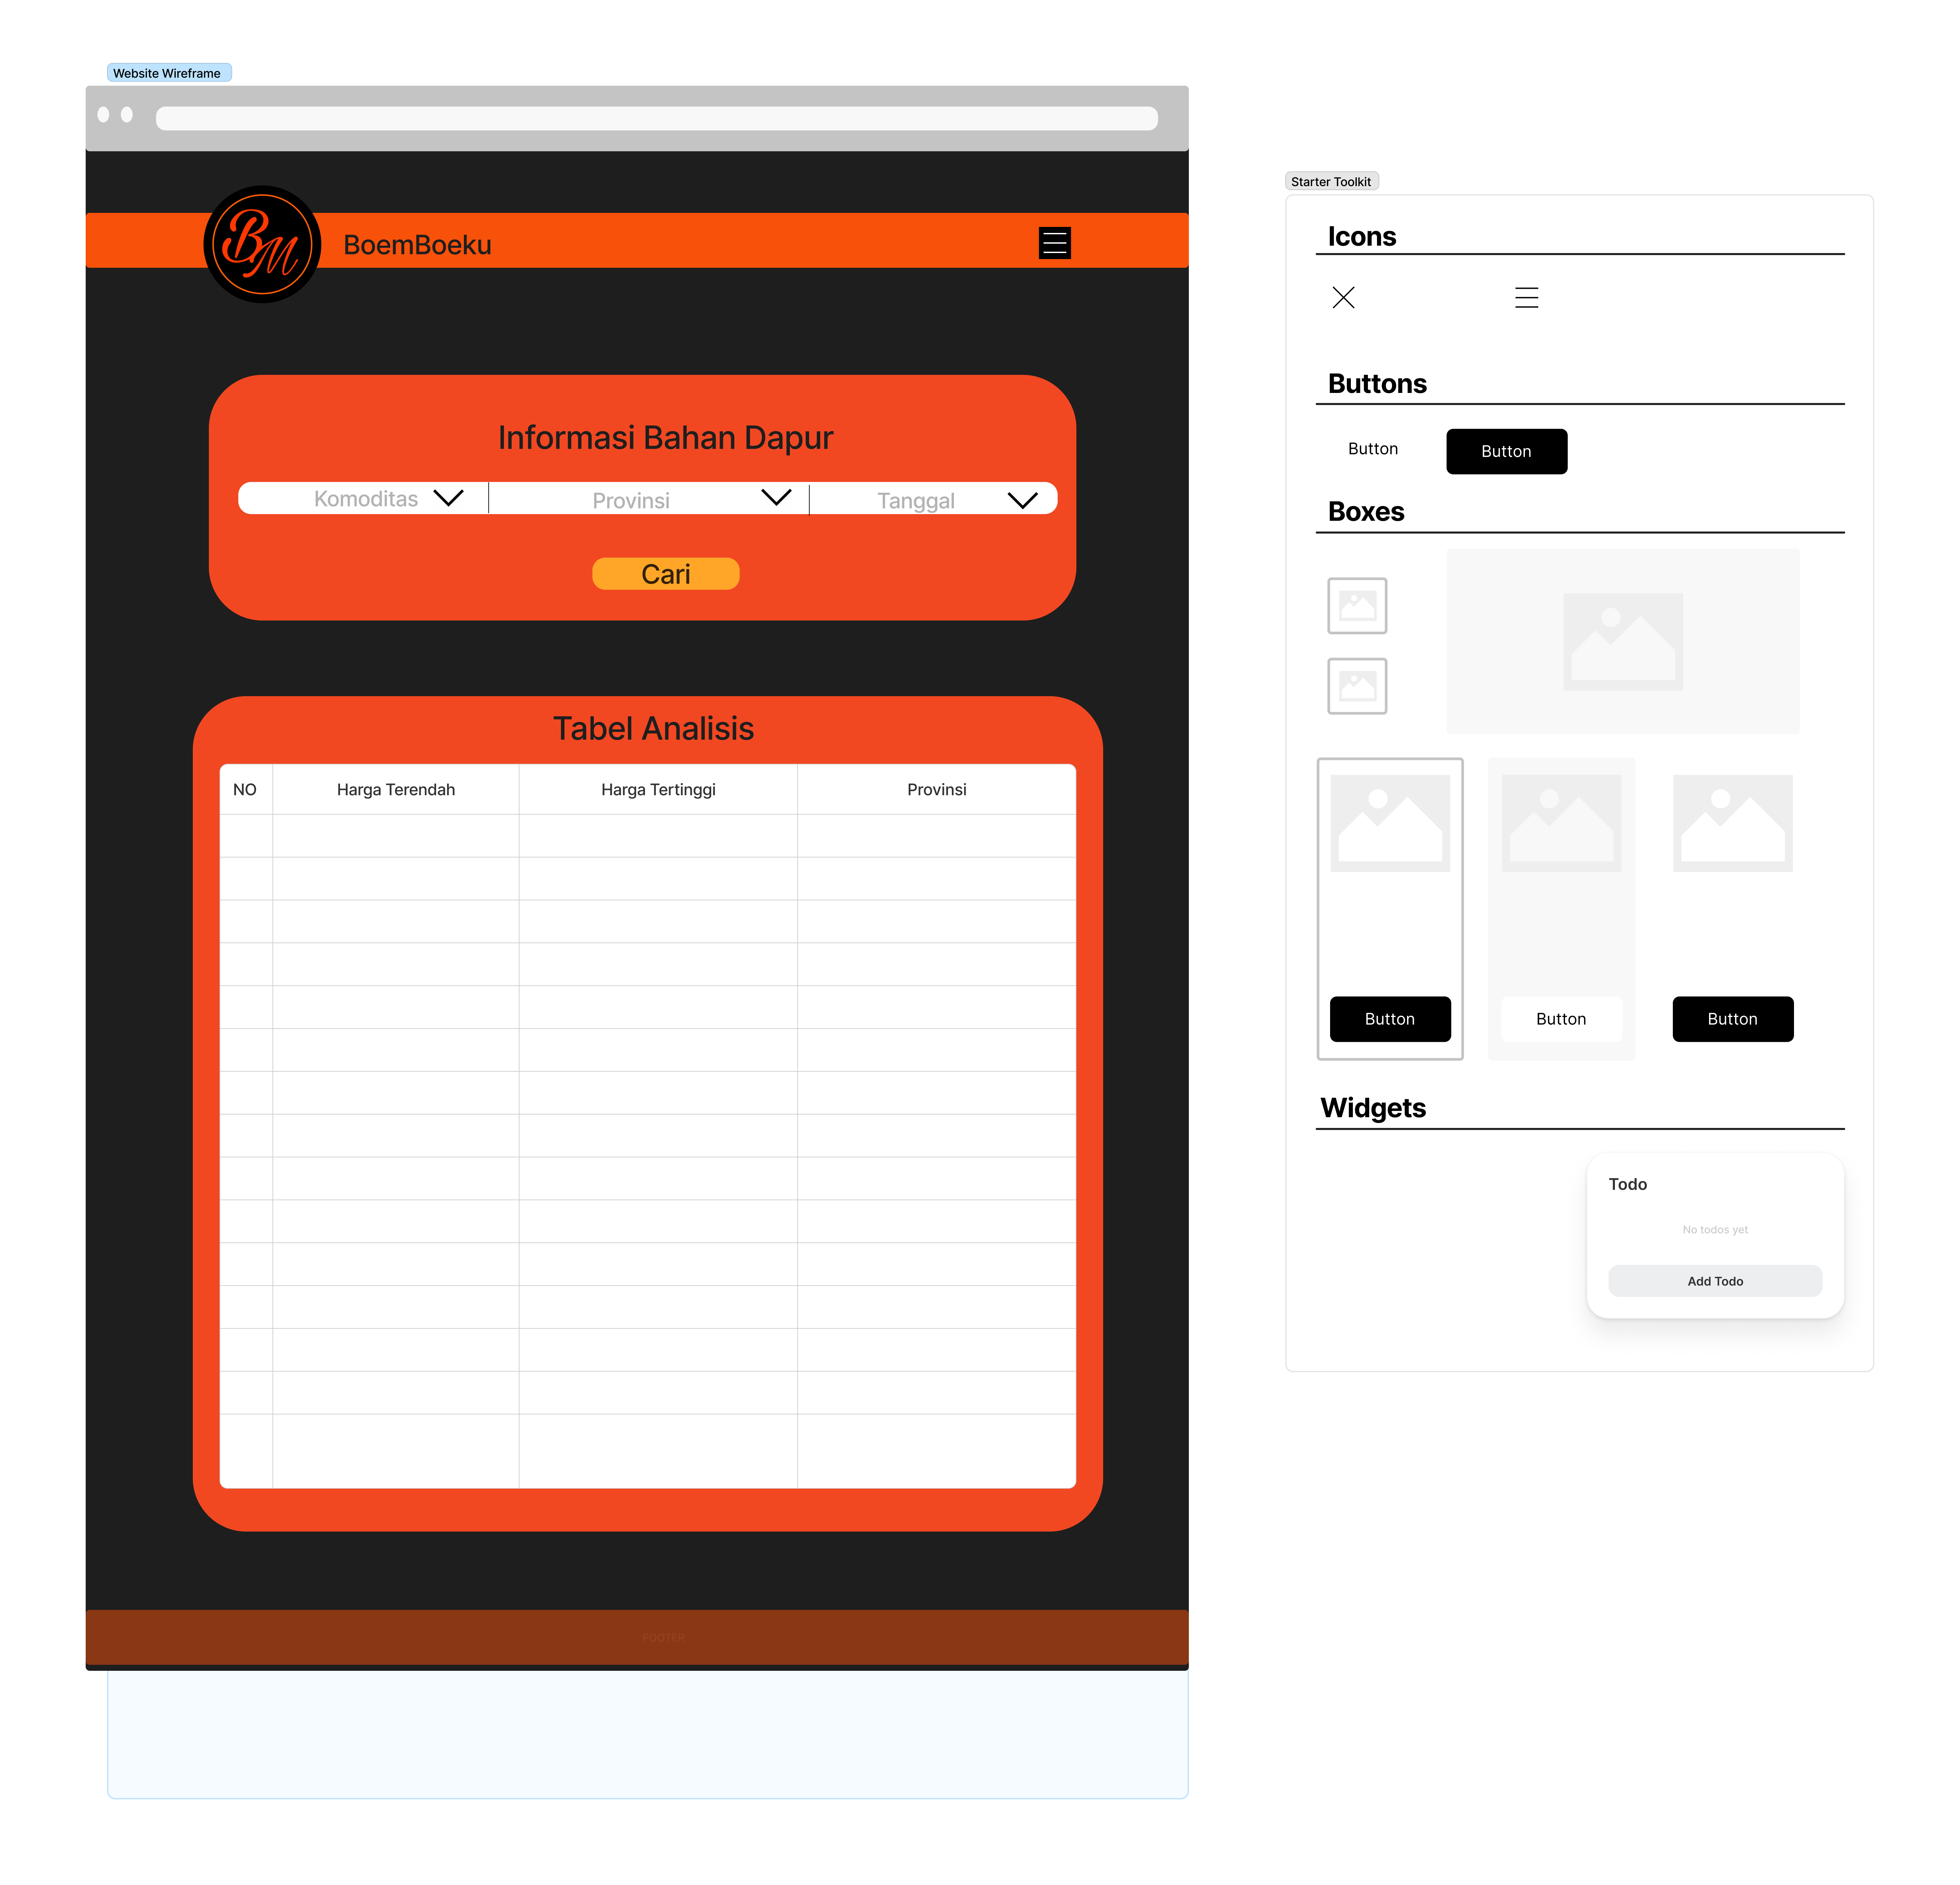 Website Wireframe
BM
BoemBoeku
Informasi Bahan Dapur
Komoditas
Provinsi
Tanggal
Cari
Tabel Analisis
NO
Harga Terendah
Harga Tertinggi
Provinsi
FOOTER
Starter Toolkit
Icons
Buttons
Button
Button
Boxes
Button
Button
Button
Widgets
Todo
No todos yet
Add Todo